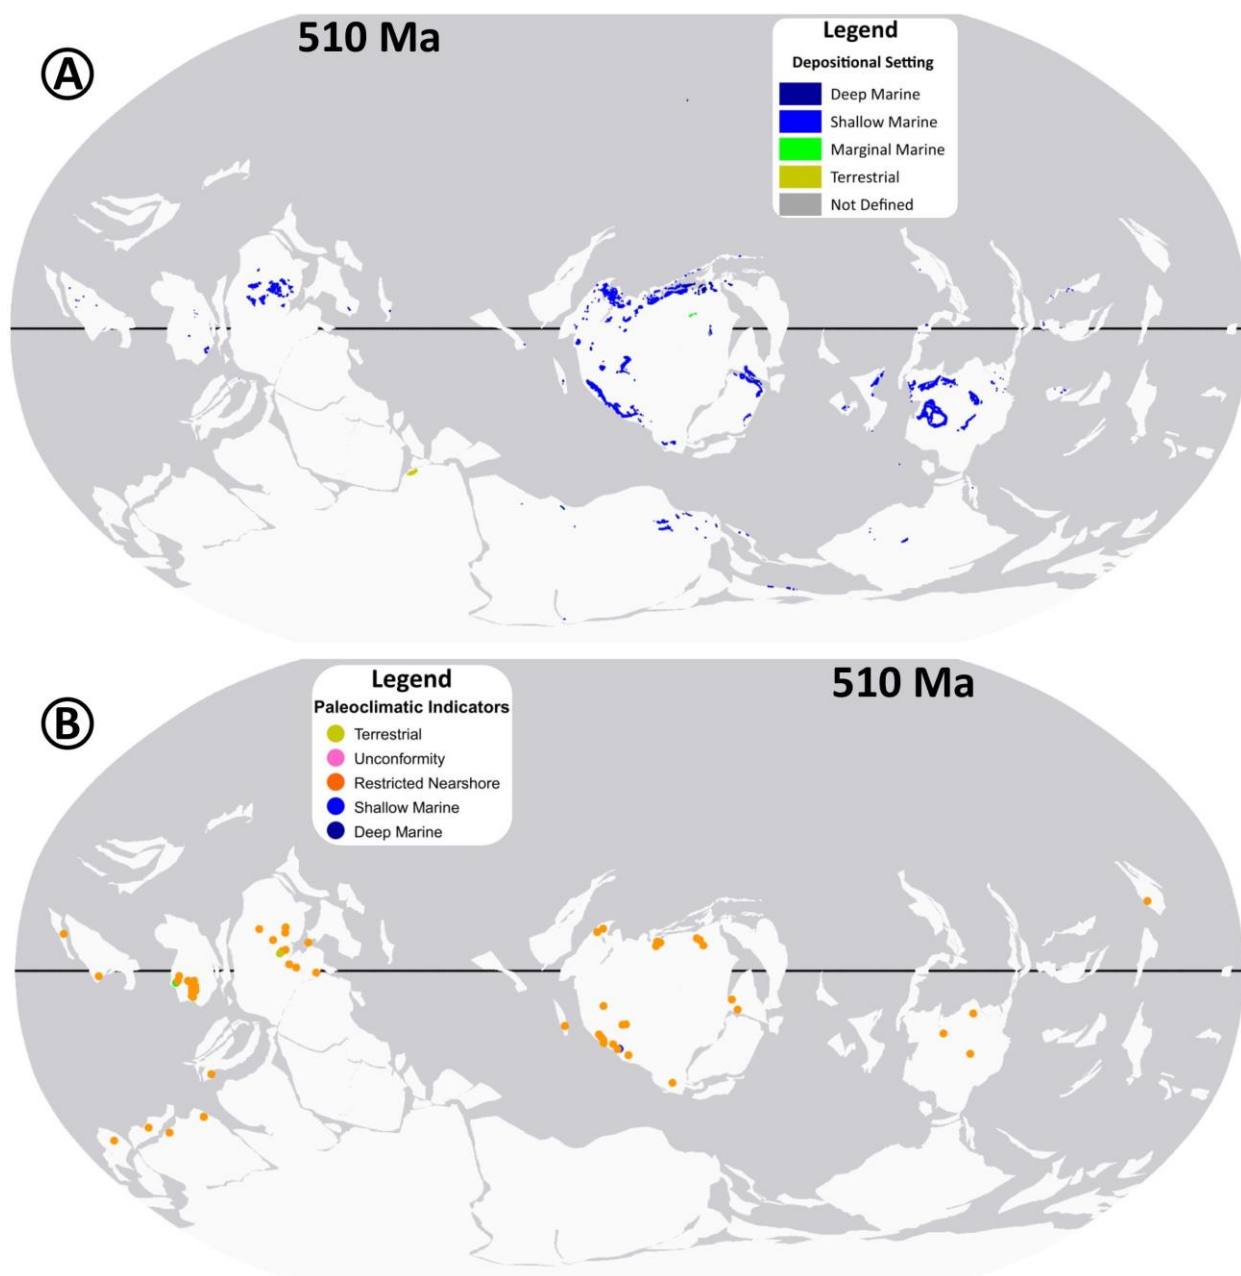 510 Ma
A
Legend
Depositional Setting
Deep Marine
Shallow Marine
Marginal Marine
Terrestrial
Not Defined
B
Legend
Paleoclimatic Indicators
Terrestrial
Unconformity
Restricted Nearshore
Shallow Marine
Deep Marine
510 Ma